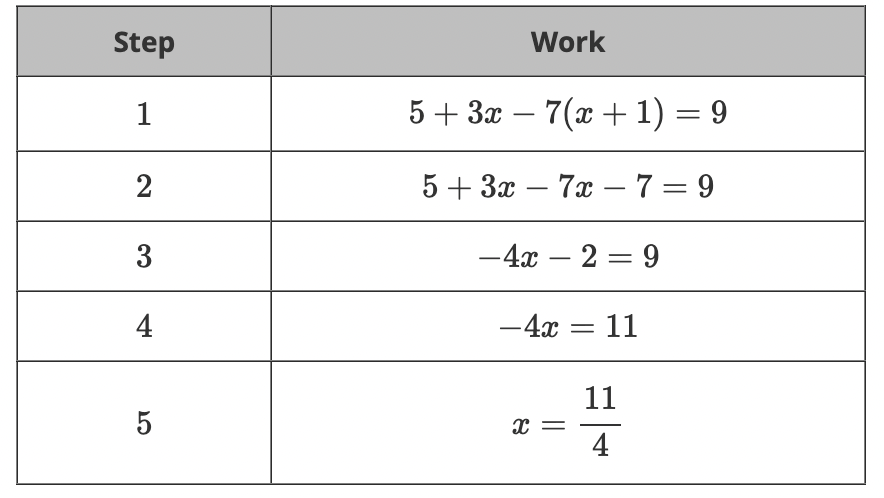 Step Work
1 5 + 3x − 7(x + 1) = 9
2 5 + 3x − 7x − 7 = 9
3 −4x − 2 = 9
4 −4x = 11
5 x = 11/4